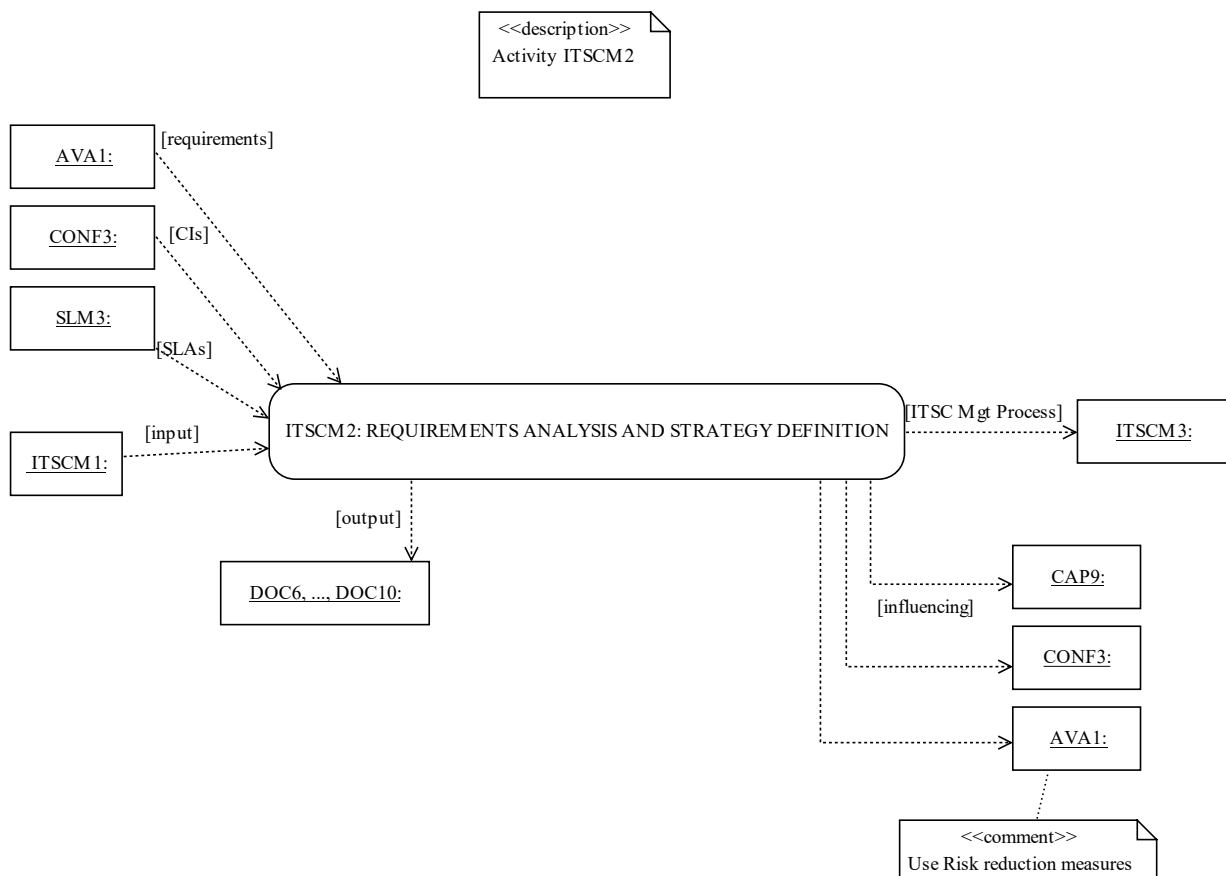 <<description>>
Activity ITSCM2
[requirements]
AVA1:
[CIs]
CONF3:
SLM3:
[SLAs]
[ITSC Mgt Process]
[input]
ITSCM2: REQUIREMENTS ANALYSIS AND STRATEGY DEFINITION
ITSCM3:
ITSCM1:
[output]
CAP9:
DOC6, ..., DOC10:
[influencing]
CONF3:
AVA1:
<<comment>>
Use Risk reduction measures